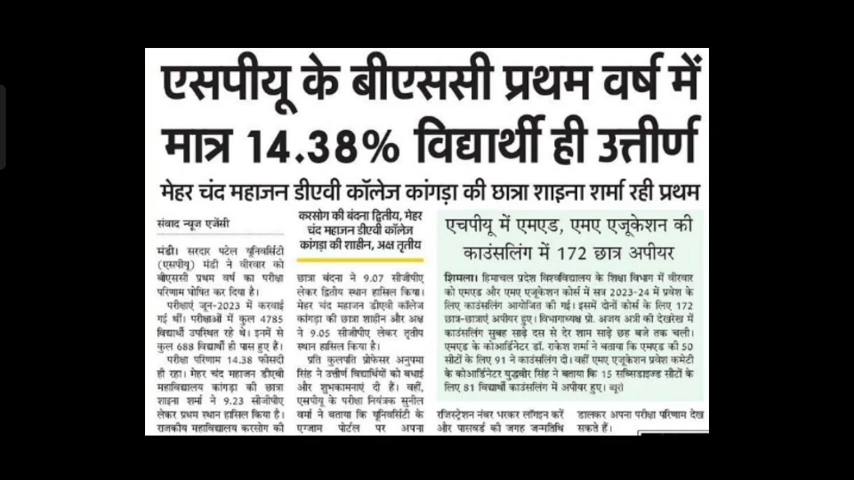 एसपीयू के बीएससी प्रथम वर्ष में
मात्र 14.38% विद्यार्थी ही उत्तीर्ण
मेहर चंद महाजन डीएवी कॉलेज कांगड़ा की छात्रा शाइना शर्मा रही प्रथम
संवाद न्यूज एजेंसी
मंडी। सरदार पटेल यूनिवर्सिटी
(एसपीयू) मंडी ने वीरवार को
बीएससी प्रथम वर्ष का परीक्षा
परिणाम घोषित कर दिया है।
परीक्षाएं जून-2023 में करवाई
गई थीं। परीक्षाओं में कुल 4785
विद्यार्थी उपस्थित रहे थे। इनमें से
कुल 688 विद्यार्थी ही पास हुए हैं।
परीक्षा परिणाम 14.38 फीसदी
ही रहा। मेहर चंद महाजन डीएवी
महाविद्यालय कांगड़ा की छात्रा
शाइना शर्मा ने 9.23 सीजीपीए
लेकर प्रथम स्थान हासिल किया है।
राजकीय महाविद्यालय करसोग की
करसोग की बंदना द्वितीय, मेहर
चंद महाजन डीएवी कॉलेज
कांगड़ा की शाहीन, अक्ष तृतीय
छात्रा बंदना ने 9.07 सीजीपीए
लेकर द्वितीय स्थान हासिल किया।
मेहर चंद महाजन डीएवी कॉलेज
कांगड़ा की छात्रा शाहीन और अक्ष
ने 9.05 सीजीपीए लेकर तृतीय
स्थान हासिल किया है।
प्रति कुलपति प्रोफेसर अनुपमा
सिंह ने उत्तीर्ण विद्यार्थियों को बधाई
और शुभकामनाएं दी हैं। वहीं,
एसपीयू के परीक्षा नियंत्रक सुनील
वर्मा ने बताया कि यूनिवर्सिटी के
एग्जाम पोर्टल पर अपना
एचपीयू में एमएड, एमए एजूकेशन की
काउंसलिंग में 172 छात्र अपीयर
शिमला। हिमाचल प्रदेश विश्वविद्यालय के शिक्षा विभाग में वीरवार
को एमएड और एमए एजूकेशन कोर्स में सत्र 2023-24 में प्रवेश के
लिए काउंसलिंग आयोजित की गई। इसमें दोनों कोर्स के लिए 172
छात्र-छात्राएं अपीयर हुए। विभागाध्यक्ष प्रो. अजय अत्री की देखरेख में
काउंसलिंग सुबह साढ़े दस से देर शाम साढ़े छह बजे तक चली।
एमएड के कोऑर्डिनेटर डॉ. राकेश शर्मा ने बताया कि एमएड की 50
सीटों के लिए 91 ने काउंसलिंग दी। वहीं एमए एजूकेशन प्रवेश कमेटी
के कोऑर्डिनेटर युद्धवीर सिंह ने बताया कि 15 सब्सिडाइज्ड सीटों के
लिए 81 विद्यार्थी काउंसलिंग में अपीयर हुए। ब्यूरो
रजिस्ट्रेशन नंबर भरकर लॉगइन करें
और पासवर्ड की जगह जन्मतिथि
डालकर अपना परीक्षा परिणाम देख
सकते हैं।